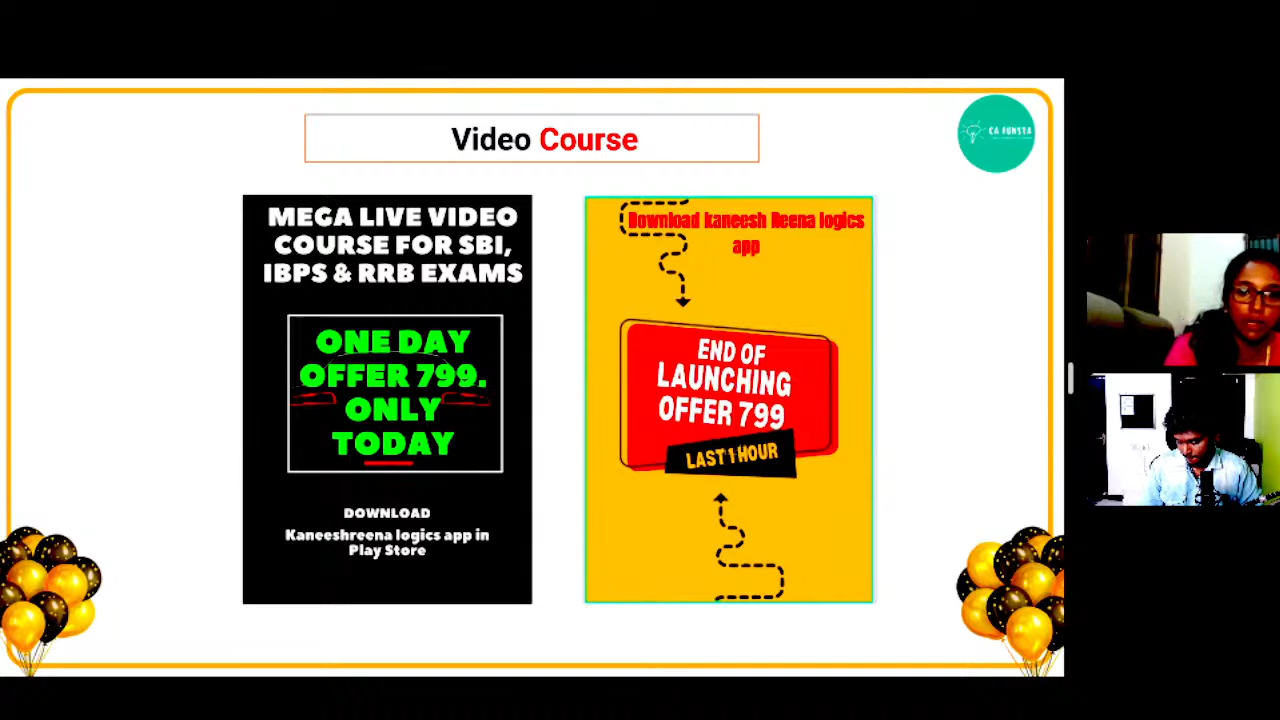 Video Course
CA FUNSTA
MEGA LIVE VIDEO
COURSE FOR SBI,
IBPS & RRB EXAMS
ONE DAY
OFFER 799.
ONLY
TODAY
DOWNLOAD
Kaneeshreena logics app in
Play Store
Download kaneesh Reena logics
app
END OF
LAUNCHING
OFFER 799
LAST 1 HOUR